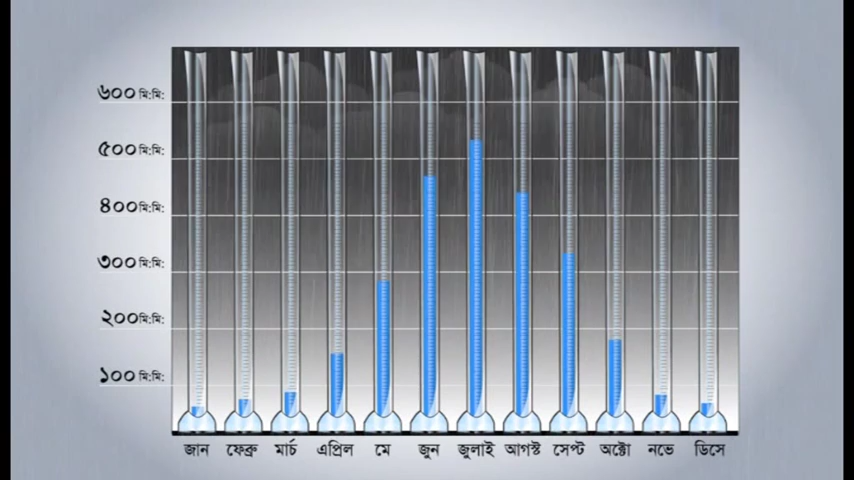 ৬০০ মি:মি:
৫০০ মি:মি:
৪০০ মি:মি:
৩০০ মি:মি:
২০০ মি:মি:
১০০ মি:মি:
জান ফেব্রু মার্চ এপ্রিল মে জুন জুলাই আগস্ট সেপ্ট অক্টো নভে ডিসে